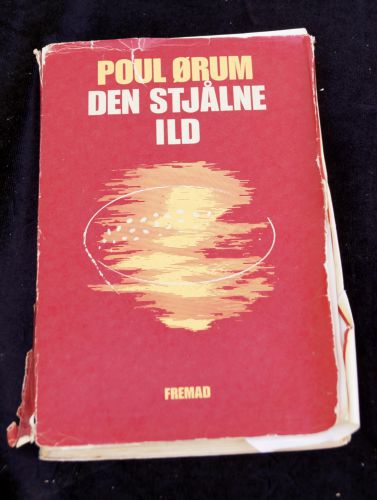 POUL ØRUM
DEN STJÅLNE
ILD
FREMAD